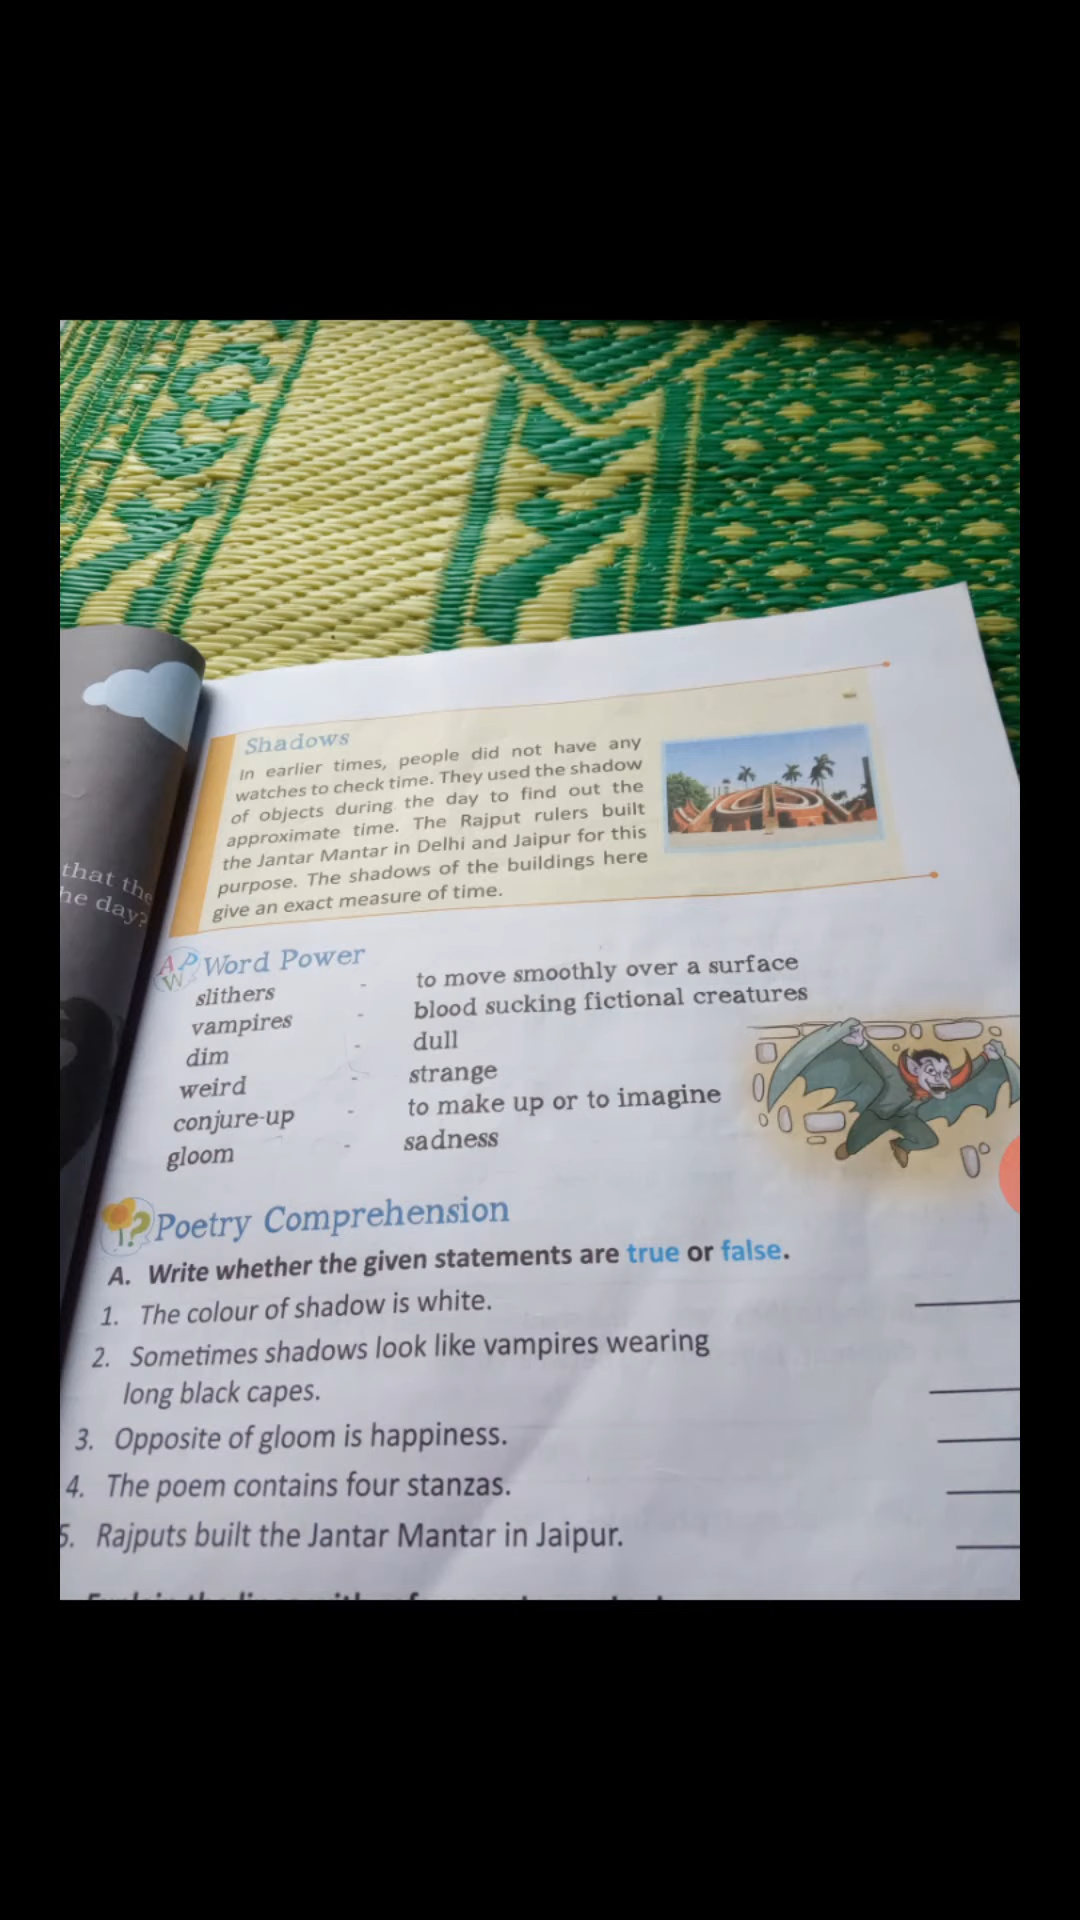 that the
he day?
Shadows
In earlier times, people did not have any
watches to check time. They used the shadow
of objects during the day to find out the
approximate time. The Rajput rulers built
the Jantar Mantar in Delhi and Jaipur for this
purpose. The shadows of the buildings here
give an exact measure of time.
A P W Word Power
slithers - to move smoothly over a surface
vampires - blood sucking fictional creatures
dim - dull
weird - strange
conjure-up - to make up or to imagine
gloom - sadness
Poetry Comprehension
A. Write whether the given statements are true or false.
1. The colour of shadow is white.
2. Sometimes shadows look like vampires wearing
long black capes.
3. Opposite of gloom is happiness.
4. The poem contains four stanzas.
5. Rajputs built the Jantar Mantar in Jaipur.